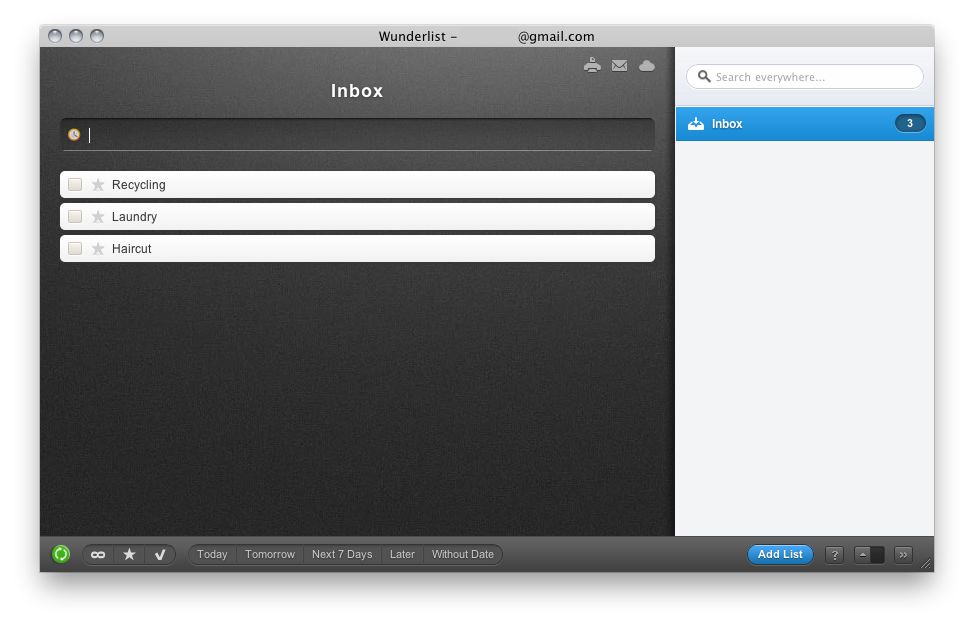 Wunderlist – @gmail.com
Inbox
Search everywhere...
Inbox 3
Recycling
Laundry
Haircut
Today Tomorrow Next 7 Days Later Without Date
Add List ? »